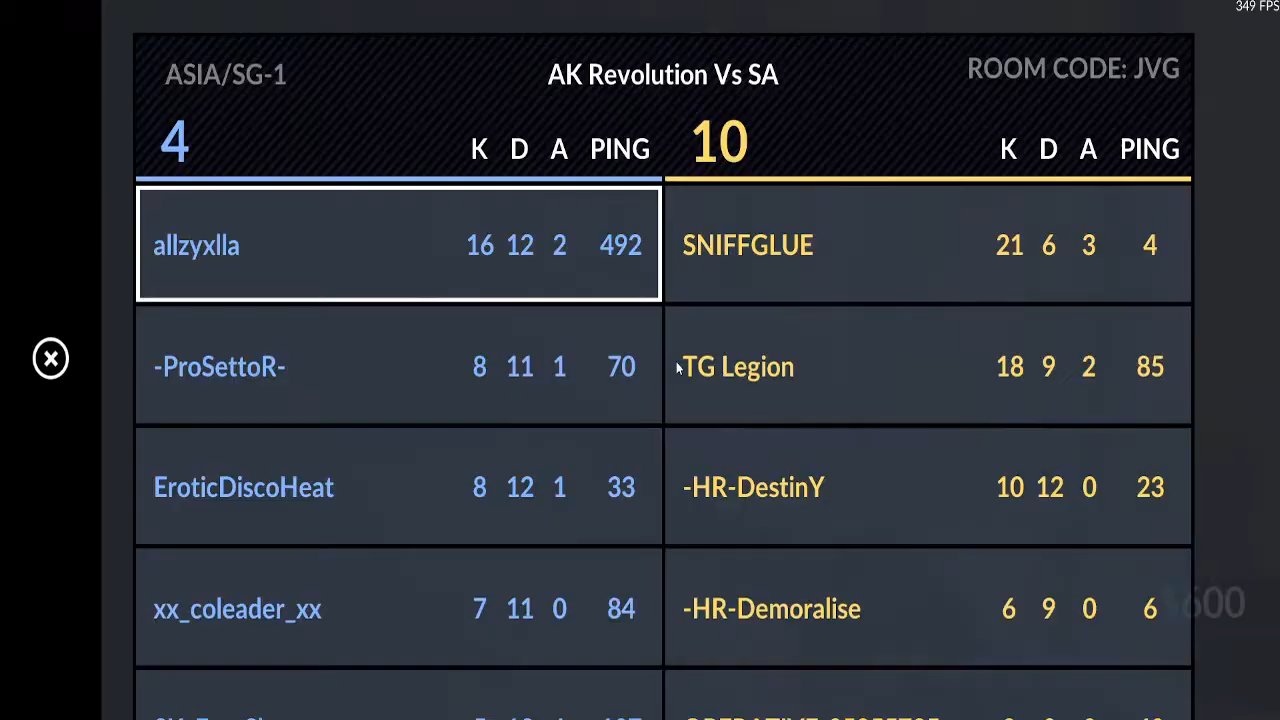 349 FPS
ASIA/SG-1 AK Revolution Vs SA ROOM CODE: JVG
4 K D A PING 10 K D A PING
allzyxlla 16 12 2 492 SNIFFGLUE 21 6 3 4
-ProSettoR- 8 11 1 70 TG Legion 18 9 2 85
EroticDiscoHeat 8 12 1 33 -HR-DestinY 10 12 0 23
xx_coleader_xx 7 11 0 84 -HR-Demoralise 6 9 0 6
600